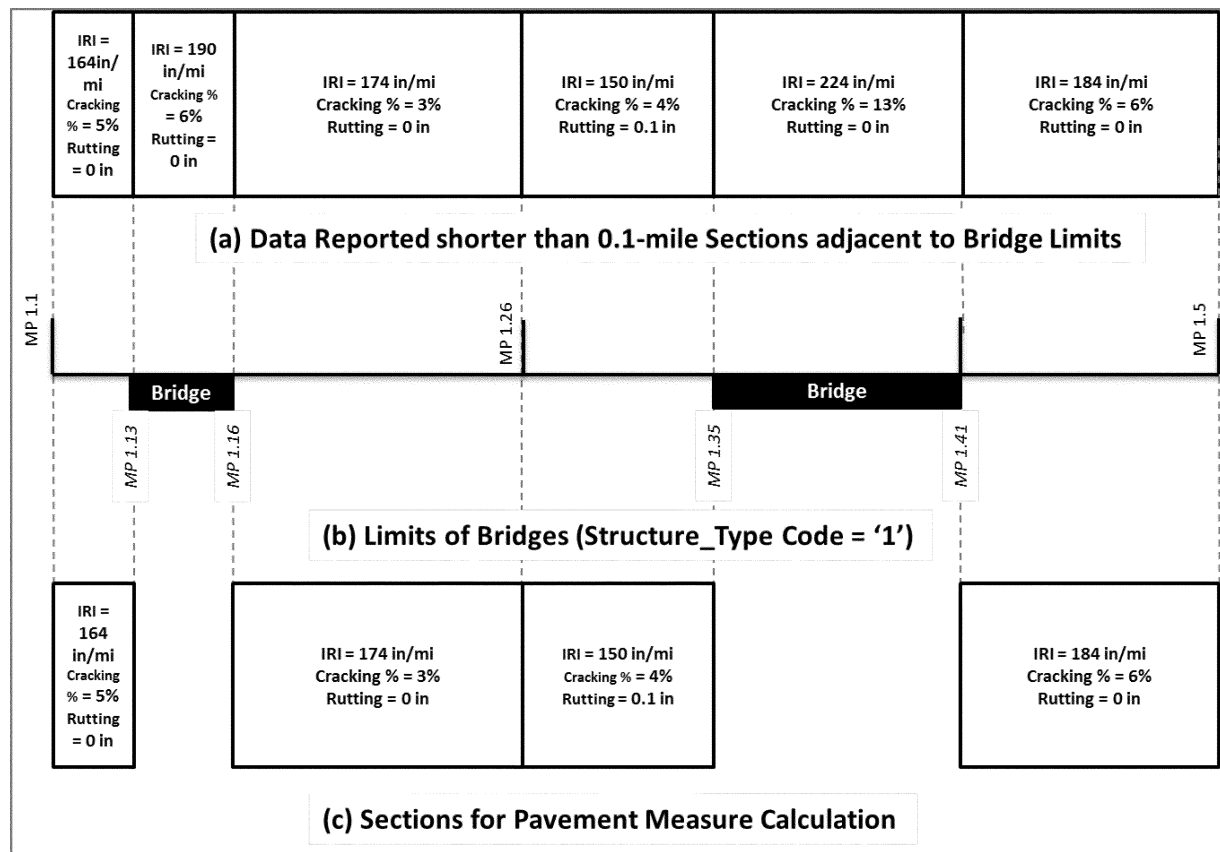 IRI =
164in/
mi
Cracking
% = 5%
Rutting
= 0 in
IRI = 190
in/mi
Cracking %
= 6%
Rutting =
0 in
IRI = 174 in/mi
Cracking % = 3%
Rutting = 0 in
IRI = 150 in/mi
Cracking % = 4%
Rutting = 0.1 in
IRI = 224 in/mi
Cracking % = 13%
Rutting = 0 in
IRI = 184 in/mi
Cracking % = 6%
Rutting = 0 in
(a) Data Reported shorter than 0.1-mile Sections adjacent to Bridge Limits
MP 1.1
MP 1.26
MP 1.5
Bridge
Bridge
MP 1.13
MP 1.16
MP 1.35
MP 1.41
(b) Limits of Bridges (Structure_Type Code = ‘1’)
IRI =
164
in/mi
Cracking
% = 5%
Rutting
= 0 in
IRI = 174 in/mi
Cracking % = 3%
Rutting = 0 in
IRI = 150 in/mi
Cracking % = 4%
Rutting = 0.1 in
IRI = 184 in/mi
Cracking % = 6%
Rutting = 0 in
(c) Sections for Pavement Measure Calculation